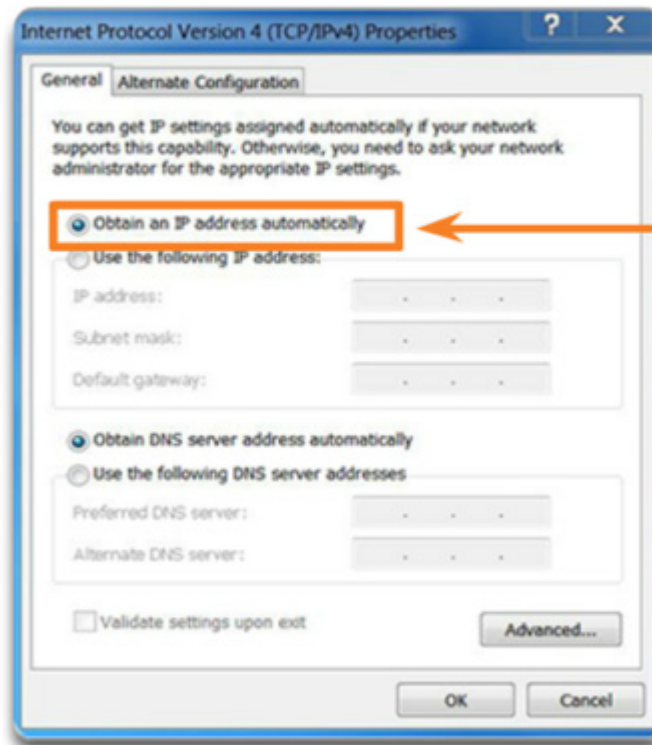 Internet Protocol Version 4 (TCP/IPv4) Properties
General
Alternate Configuration
You can get IP settings assigned automatically if your network
supports this capability. Otherwise, you need to ask your network
administrator for the appropriate IP settings.
Obtain an IP address automatically
Use the following IP address:
IP address:
Subnet mask:
Default gateway:
Obtain DNS server address automatically
Use the following DNS server addresses
Preferred DNS server:
Alternate DNS server:
Validate settings upon exit
Advanced...
OK
Cancel